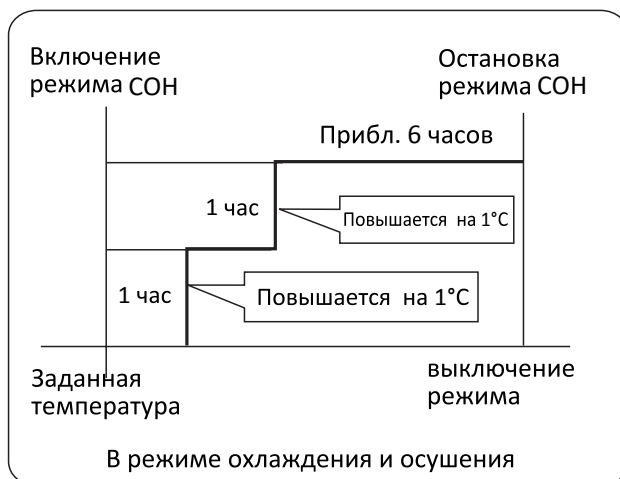 Включение
режима СОН
Остановка
режима СОН
Прибл. 6 часов
1 час
Повышается на 1°C
1 час
Повышается на 1°C
Заданная
температура
выключение
режима
В режиме охлаждения и осушения